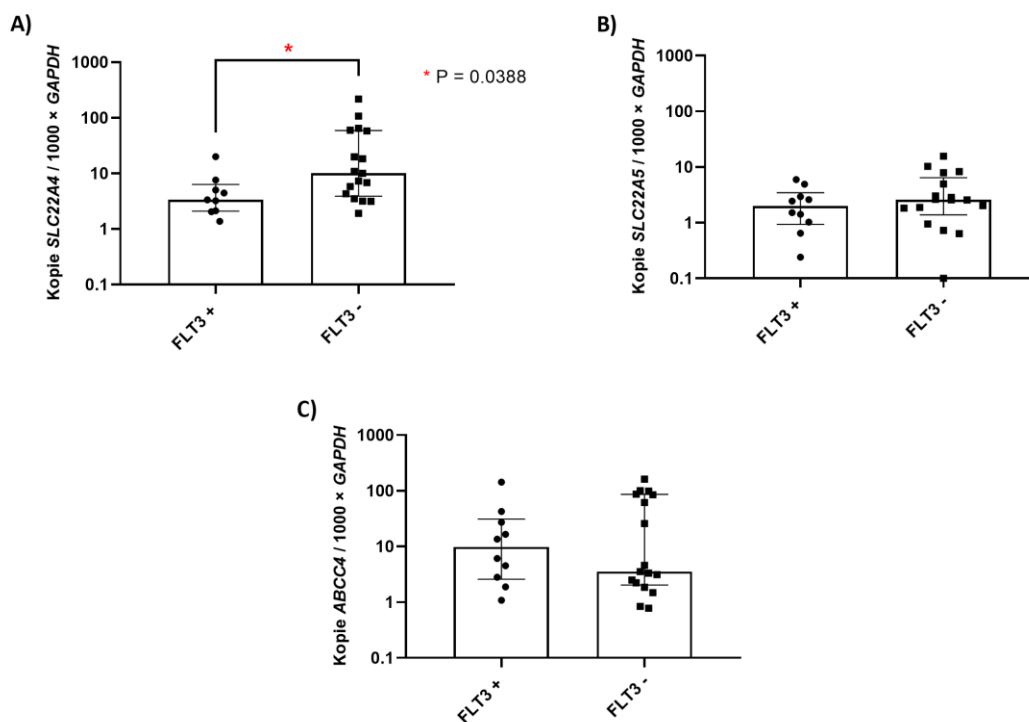 A)
Kopie SLC22A4 / 1000 × GAPDH
1000
100
10
1
0.1
*
* P = 0.0388
FLT3 +
FLT3 -
B)
Kopie SLC22A5 / 1000 × GAPDH
1000
100
10
1
0.1
FLT3 +
FLT3 -
C)
Kopie ABCC4 / 1000 × GAPDH
1000
100
10
1
0.1
FLT3 +
FLT3 -